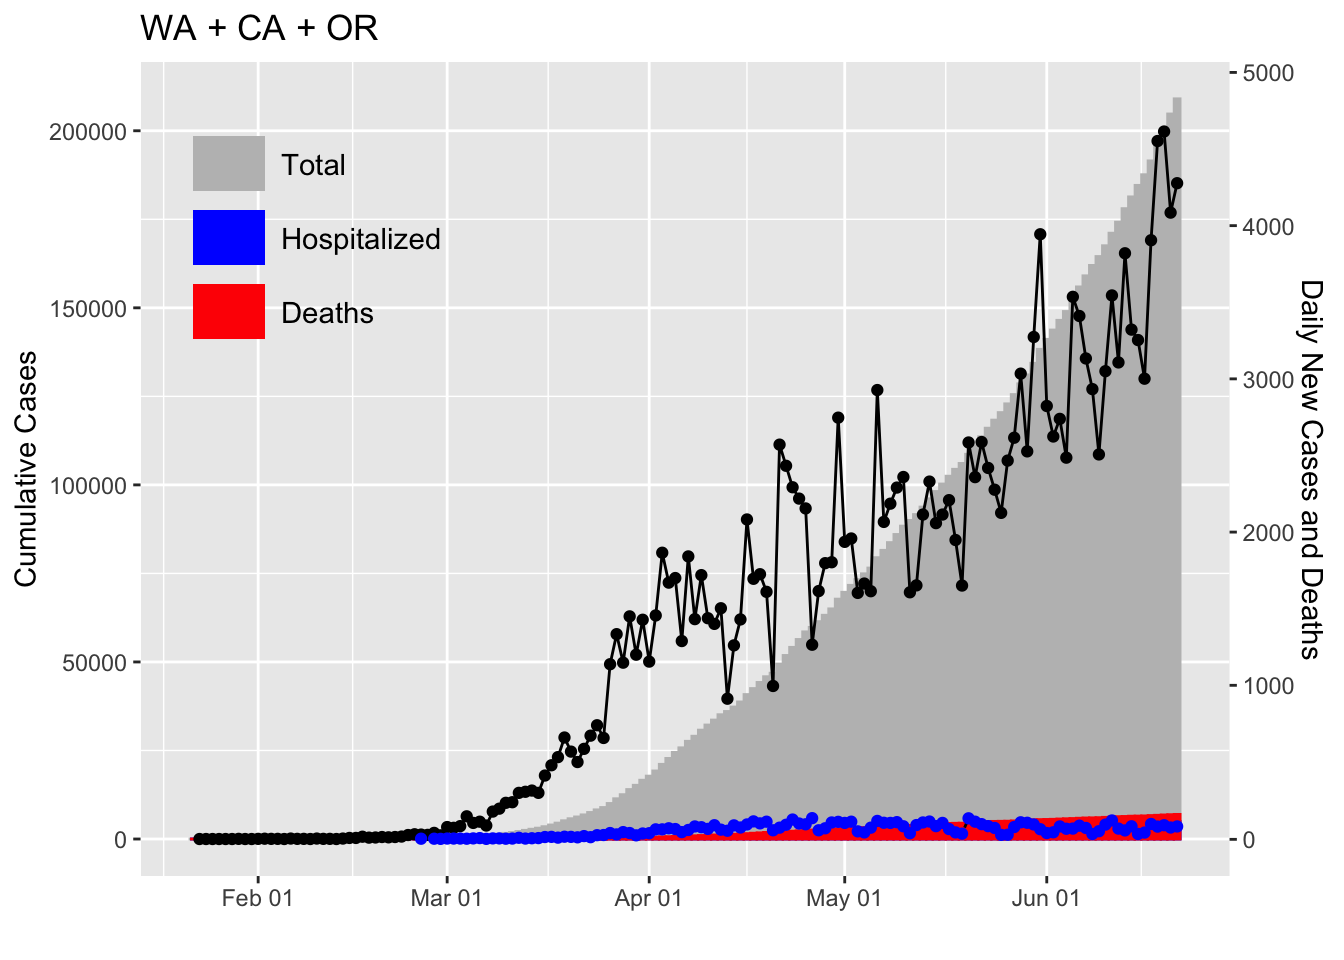 WA + CA + OR
Total
Hospitalized
Deaths
Cumulative Cases
200000
150000
100000
50000
0
Daily New Cases and Deaths
5000
4000
3000
2000
1000
0
Feb 01
Mar 01
Apr 01
May 01
Jun 01